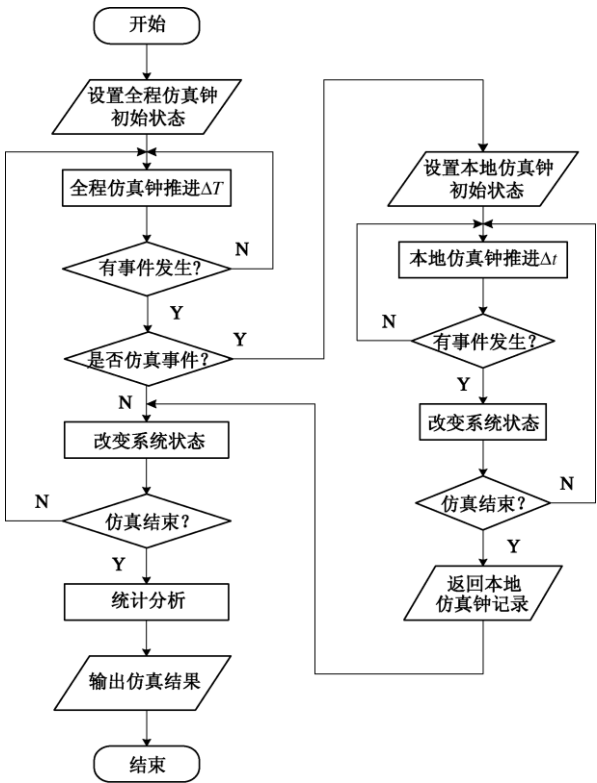 开始
设置全程仿真钟
初始状态
全程仿真钟推进ΔT
有事件发生?
N
Y
是否仿真事件?
Y
N
改变系统状态
仿真结束?
N
Y
统计分析
输出仿真结果
结束
设置本地仿真钟
初始状态
本地仿真钟推进Δt
有事件发生?
N
Y
改变系统状态
仿真结束?
N
Y
返回本地
仿真钟记录